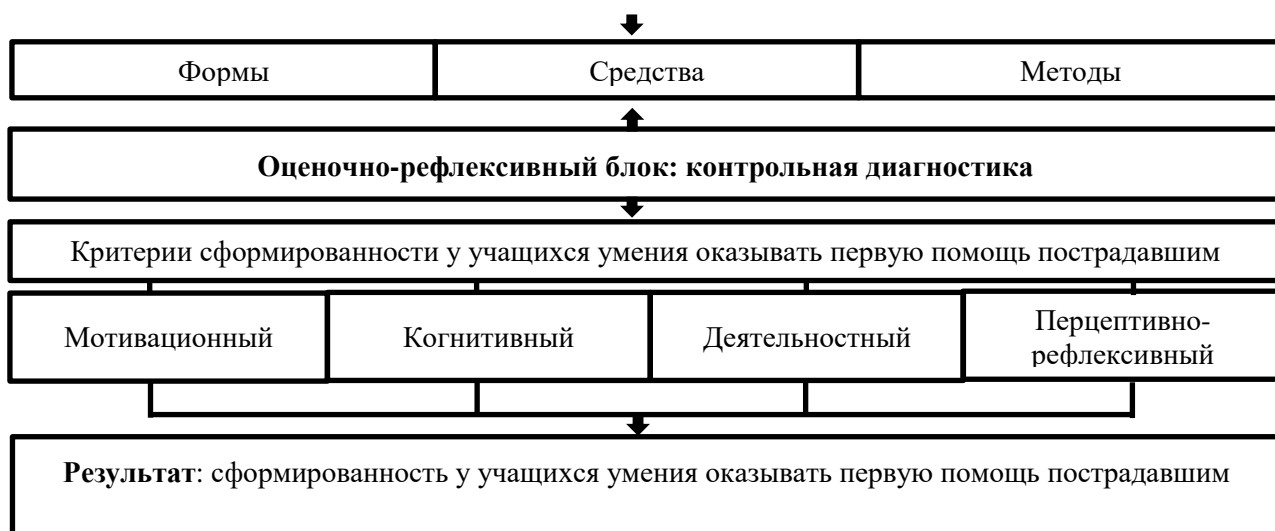 Формы Средства Методы
Оценочно-рефлексивный блок: контрольная диагностика
Критерии сформированности у учащихся умения оказывать первую помощь пострадавшим
Мотивационный Когнитивный Деятельностный Перцептивно-
рефлексивный
Результат: сформированность у учащихся умения оказывать первую помощь пострадавшим